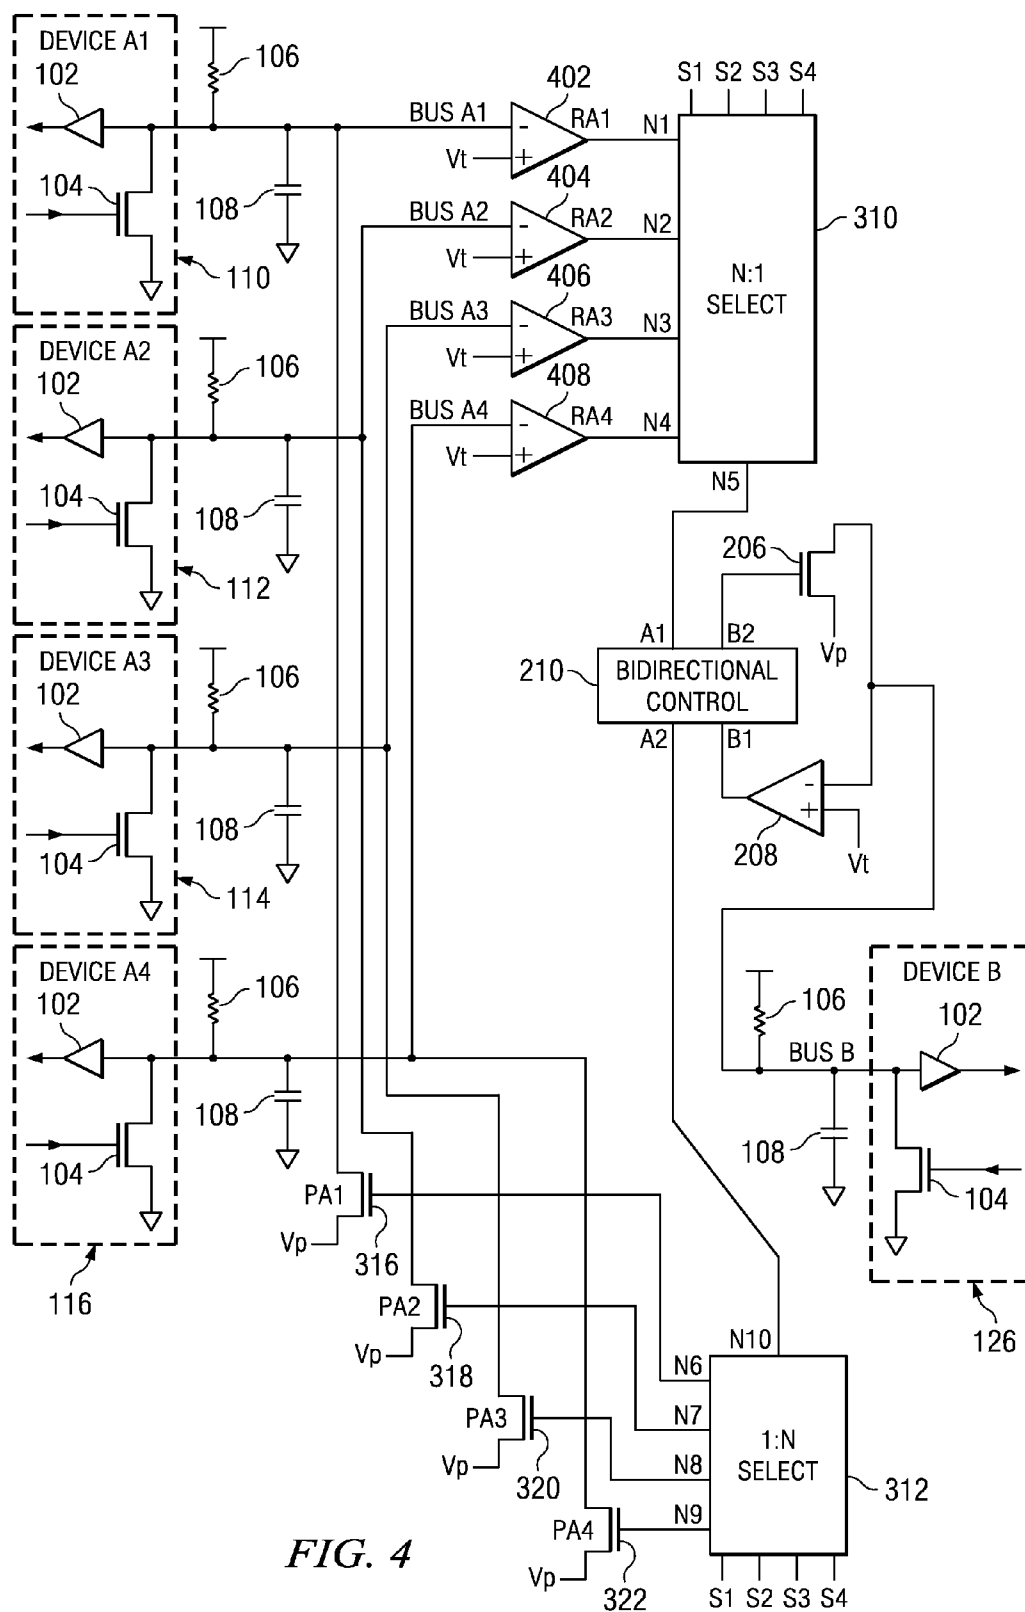 DEVICE A1
102
106
104
108
110
BUS A1
402
RA1
N1
Vt
S1 S2 S3 S4
BUS A2
404
RA2
N2
Vt
310
N:1
SELECT
BUS A3
406
RA3
N3
Vt
BUS A4
408
RA4
N4
Vt
N5
DEVICE A2
102
106
104
108
112
206
Vp
A1 B2
210
BIDIRECTIONAL
CONTROL
A2 B1
208
Vt
DEVICE A3
102
106
108
104
114
DEVICE A4
102
106
108
104
116
DEVICE B
106
102
BUS B
108
104
126
PA1
Vp
316
PA2
Vp
318
PA3
Vp
320
PA4
Vp
322
N10
N6
N7
N8
N9
1:N
SELECT
312
S1 S2 S3 S4
FIG. 4